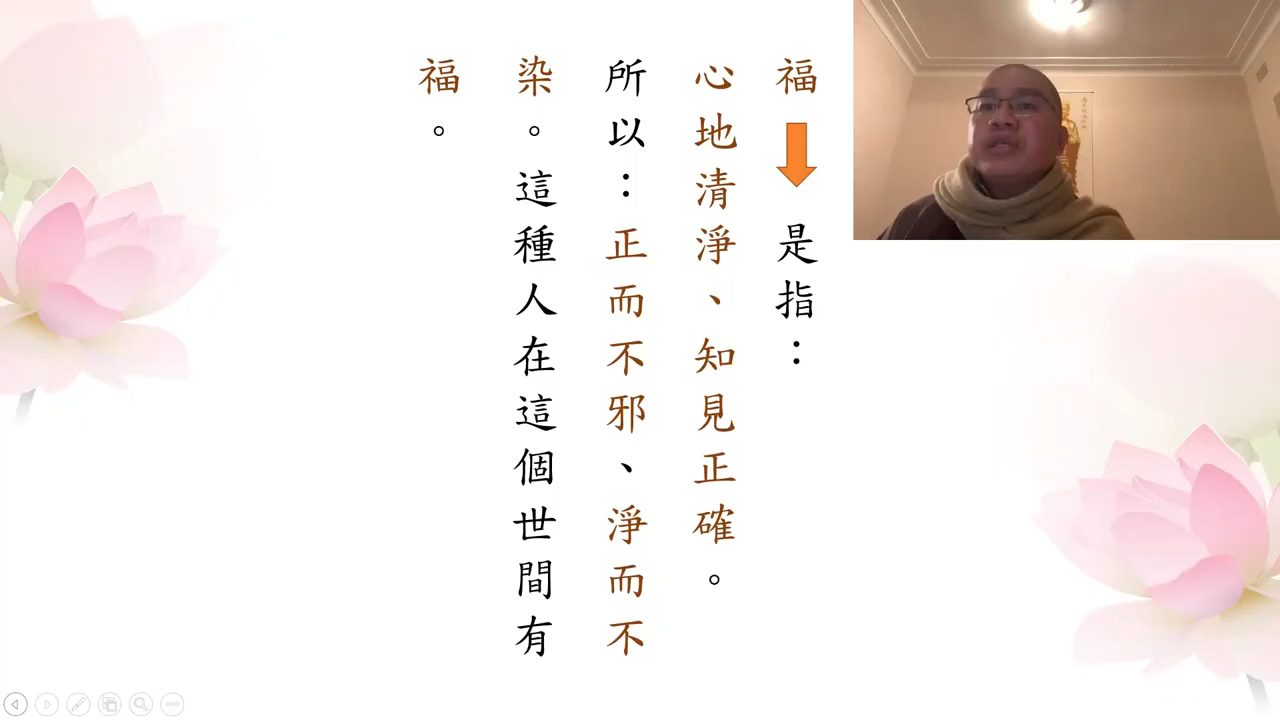 福 是指：
心地清淨、知見正確。
所以：正而不邪、淨而不
染。這種人在這個世間有
福。